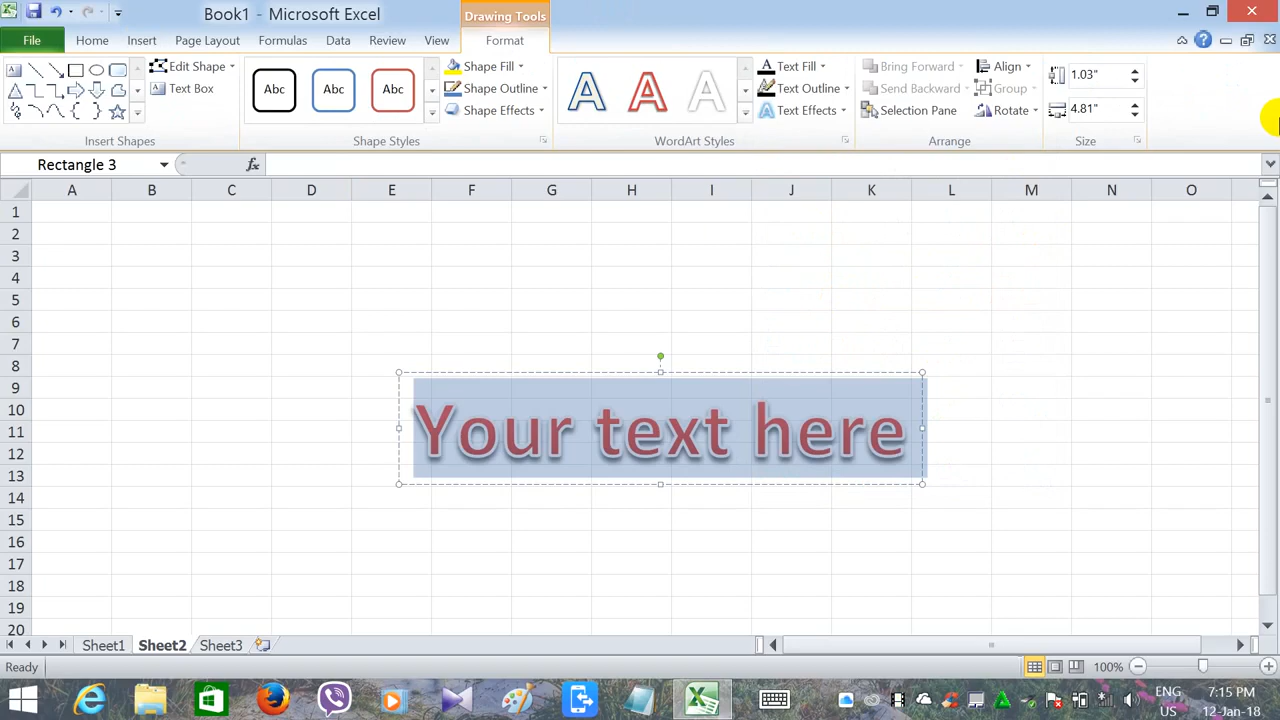 Book1 - Microsoft Excel
Drawing Tools
File Home Insert Page Layout Formulas Data Review View Format
Edit Shape
Text Box
Insert Shapes
Abc Abc Abc
Shape Fill
Shape Outline
Shape Effects
Shape Styles
A A A
Text Fill
Text Outline
Text Effects
WordArt Styles
Bring Forward
Send Backward
Selection Pane
Align
Group
Rotate
Arrange
1.03"
4.81"
Size
Rectangle 3
fx
A B C D E F G H I J K L M N O
1
2
3
4
5
6
7
8
9
10
11
12
13
14
15
16
17
18
19
20
Your text here
Sheet1 Sheet2 Sheet3
Ready
100%
ENG
US
7:15 PM
12-Jan-18